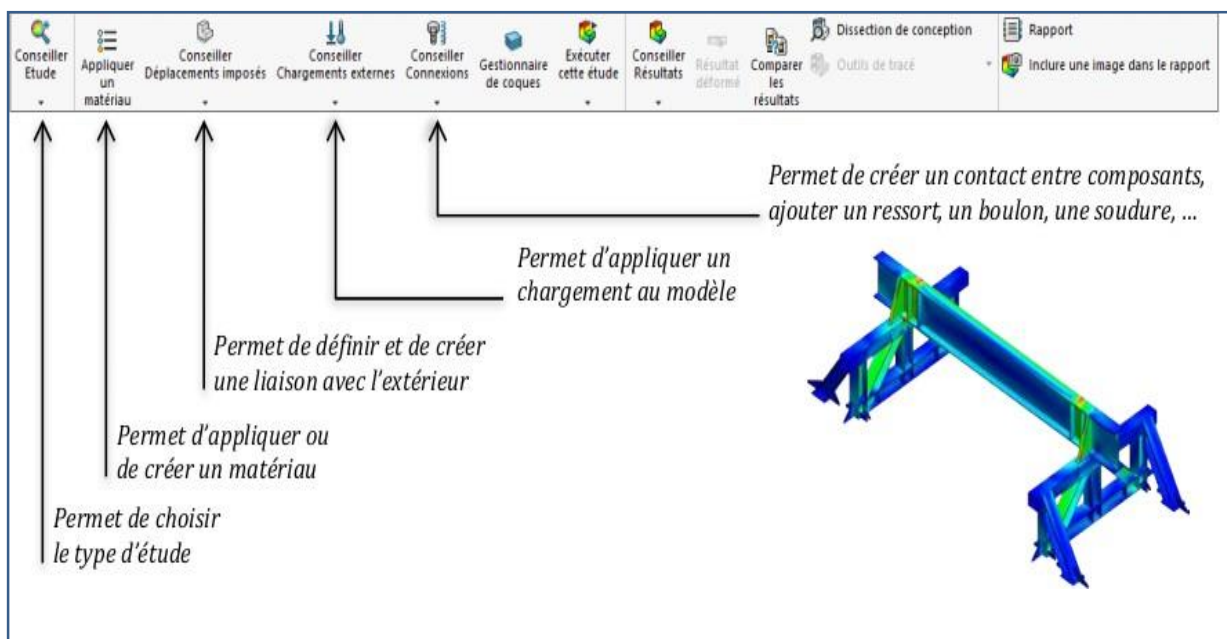 Conseiller
Etude
Appliquer
un
matériau
Conseiller
Déplacements imposés
Conseiller
Chargements externes
Conseiller
Connexions
Gestionnaire
de coques
Exécuter
cette étude
Conseiller
Résultats
Résultat
déformé
Comparer
les
résultats
Dissection de conception
Outils de tracé
Rapport
Inclure une image dans le rapport
Permet de créer un contact entre composants,
ajouter un ressort, un boulon, une soudure, ...
Permet d'appliquer un
chargement au modèle
Permet de définir et de créer
une liaison avec l'extérieur
Permet d'appliquer ou
de créer un matériau
Permet de choisir
le type d'étude